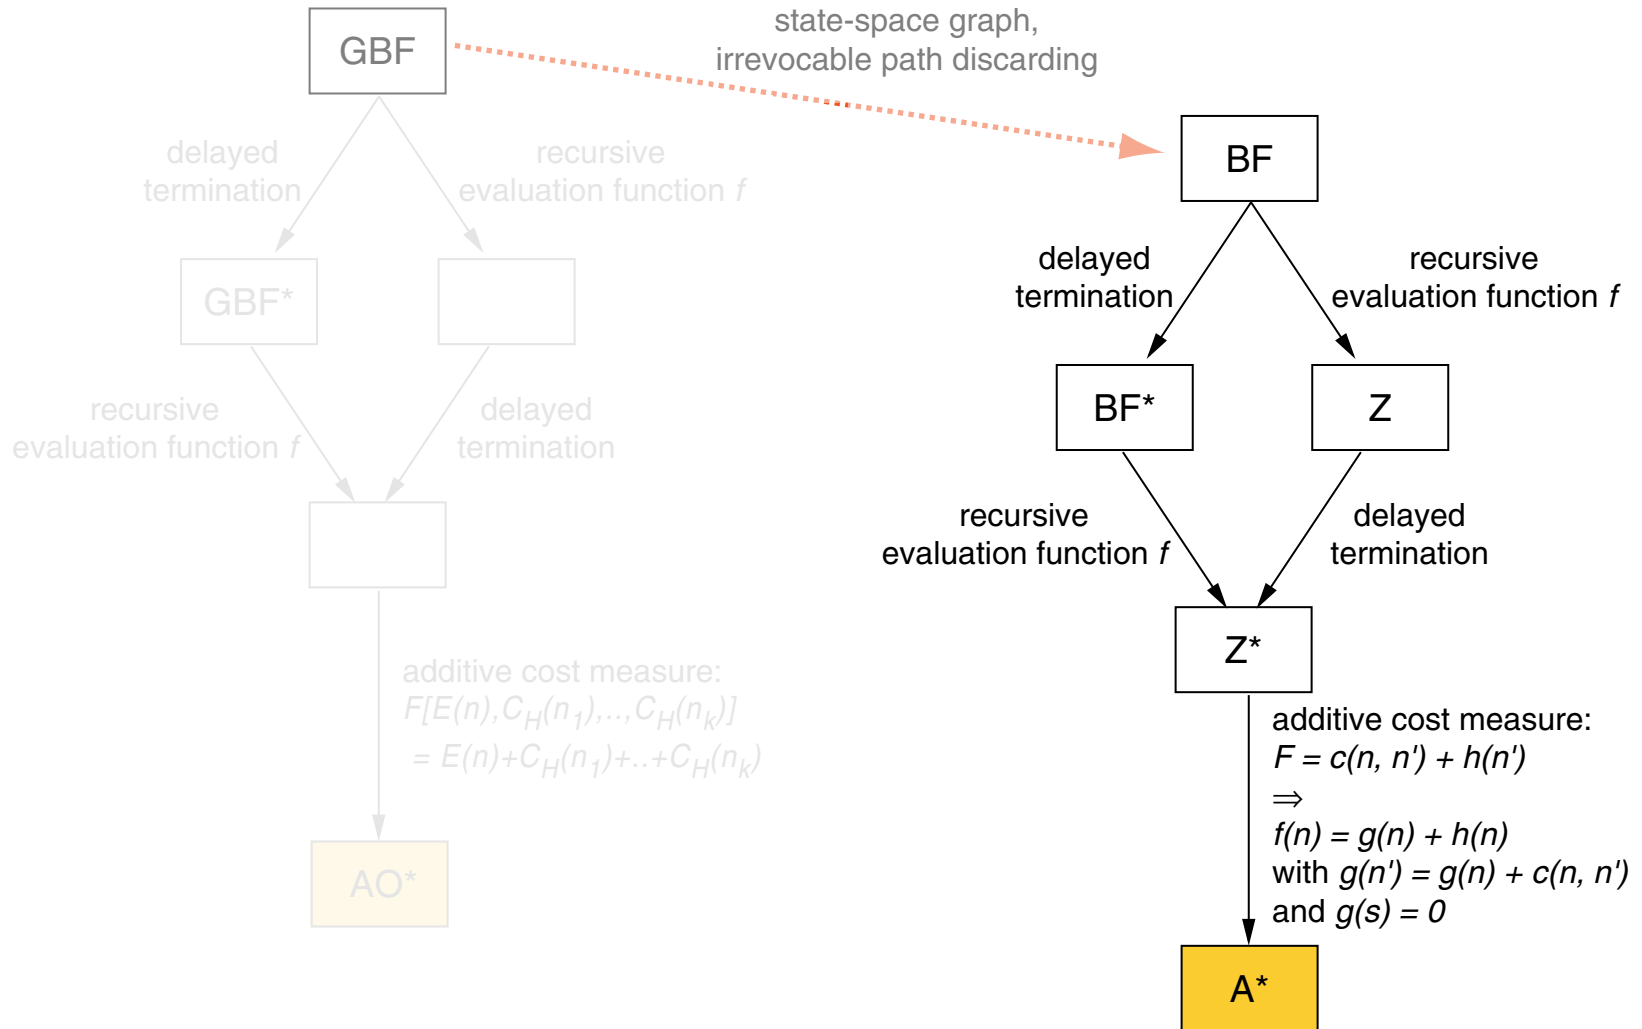 GBF
state-space graph,
irrevocable path discarding
BF
delayed
termination
recursive
evaluation function f
GBF*
recursive
evaluation function f
delayed
termination
additive cost measure:
F[E(n),C_H(n_1),..,C_H(n_k)]
= E(n)+C_H(n_1)+..+C_H(n_k)
AO*
delayed
termination
recursive
evaluation function f
BF*
Z
recursive
evaluation function f
delayed
termination
Z*
additive cost measure:
F = c(n, n') + h(n')
⇒
f(n) = g(n) + h(n)
with g(n') = g(n) + c(n, n')
and g(s) = 0
A*